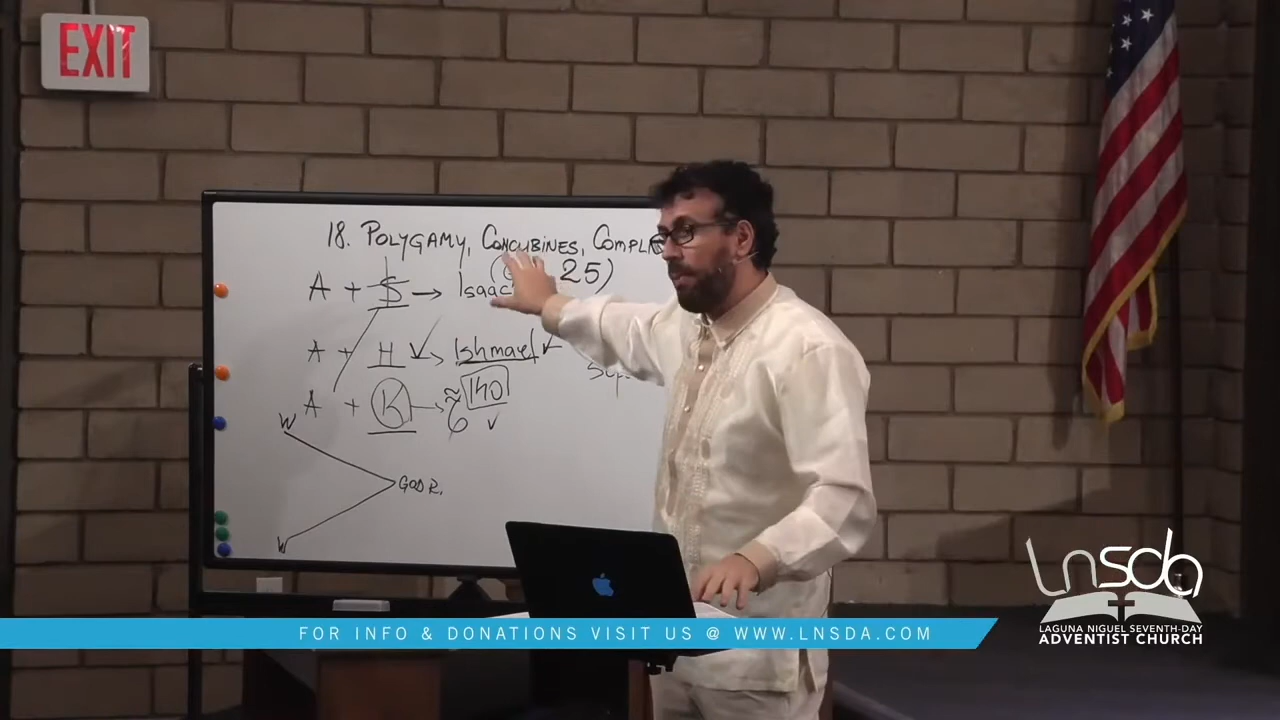 EXIT
18. POLYGAMY, CONCUBINES,
25)
A + S → Isaac
A + H ✓ → Ishmael ✓
A + K → ≈ 140
6 ✓
W
GOD R.
W
FOR INFO & DONATIONS VISIT US @ WWW.LNSDA.COM
LNSDA
LAGUNA NIGUEL SEVENTH-DAY
ADVENTIST CHURCH